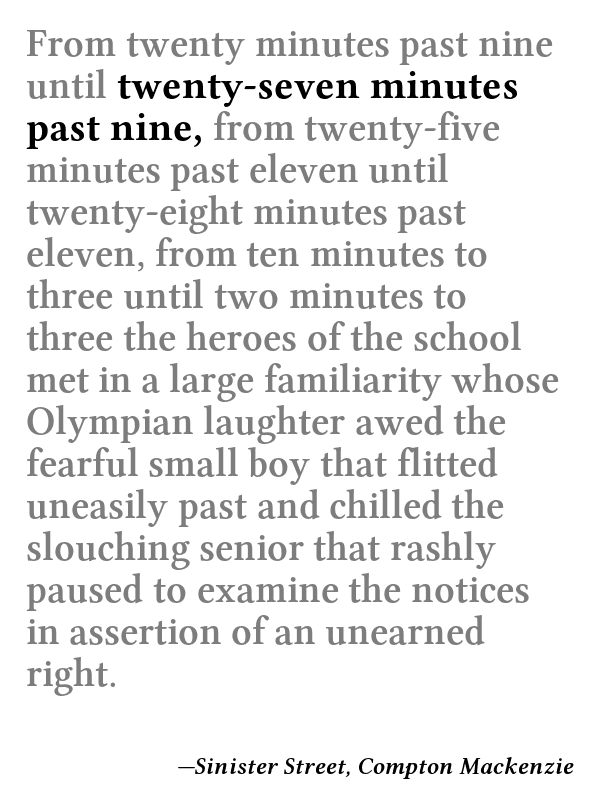 From twenty minutes past nine
until twenty-seven minutes
past nine, from twenty-five
minutes past eleven until
twenty-eight minutes past
eleven, from ten minutes to
three until two minutes to
three the heroes of the school
met in a large familiarity whose
Olympian laughter awed the
fearful small boy that flitted
uneasily past and chilled the
slouching senior that rashly
paused to examine the notices
in assertion of an unearned
right.
—Sinister Street, Compton Mackenzie